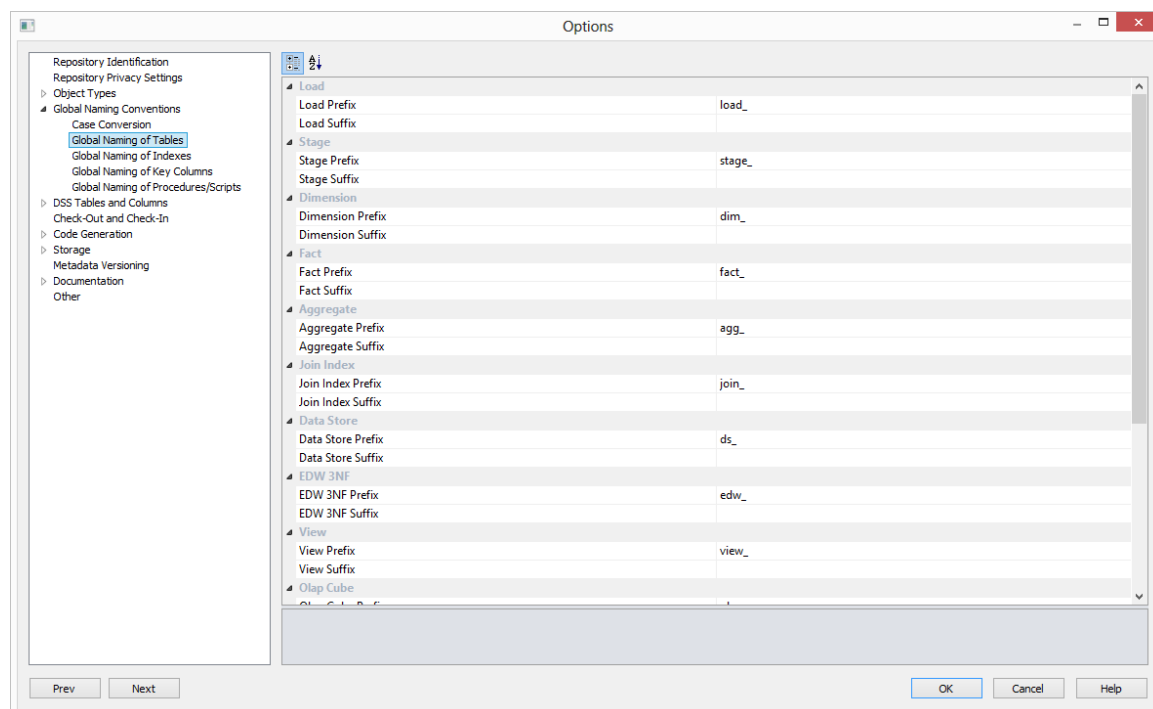 Options
Repository Identification
Repository Privacy Settings
Object Types
Global Naming Conventions
Case Conversion
Global Naming of Tables
Global Naming of Indexes
Global Naming of Key Columns
Global Naming of Procedures/Scripts
DSS Tables and Columns
Check-Out and Check-In
Code Generation
Storage
Metadata Versioning
Documentation
Other
Load
Load Prefix load_
Load Suffix
Stage
Stage Prefix stage_
Stage Suffix
Dimension
Dimension Prefix dim_
Dimension Suffix
Fact
Fact Prefix fact_
Fact Suffix
Aggregate
Aggregate Prefix agg_
Aggregate Suffix
Join Index
Join Index Prefix join_
Join Index Suffix
Data Store
Data Store Prefix ds_
Data Store Suffix
EDW 3NF
EDW 3NF Prefix edw_
EDW 3NF Suffix
View
View Prefix view_
View Suffix
Olap Cube
Prev Next OK Cancel Help